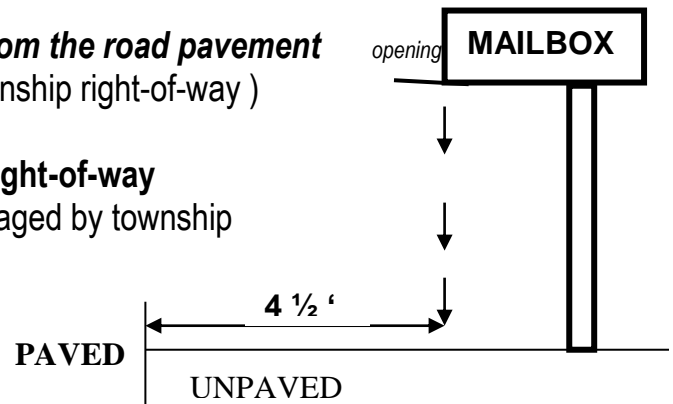 om the road pavement
nship right-of-way )
ght-of-way
aged by township
opening
MAILBOX
4 ½ ‘
PAVED
UNPAVED